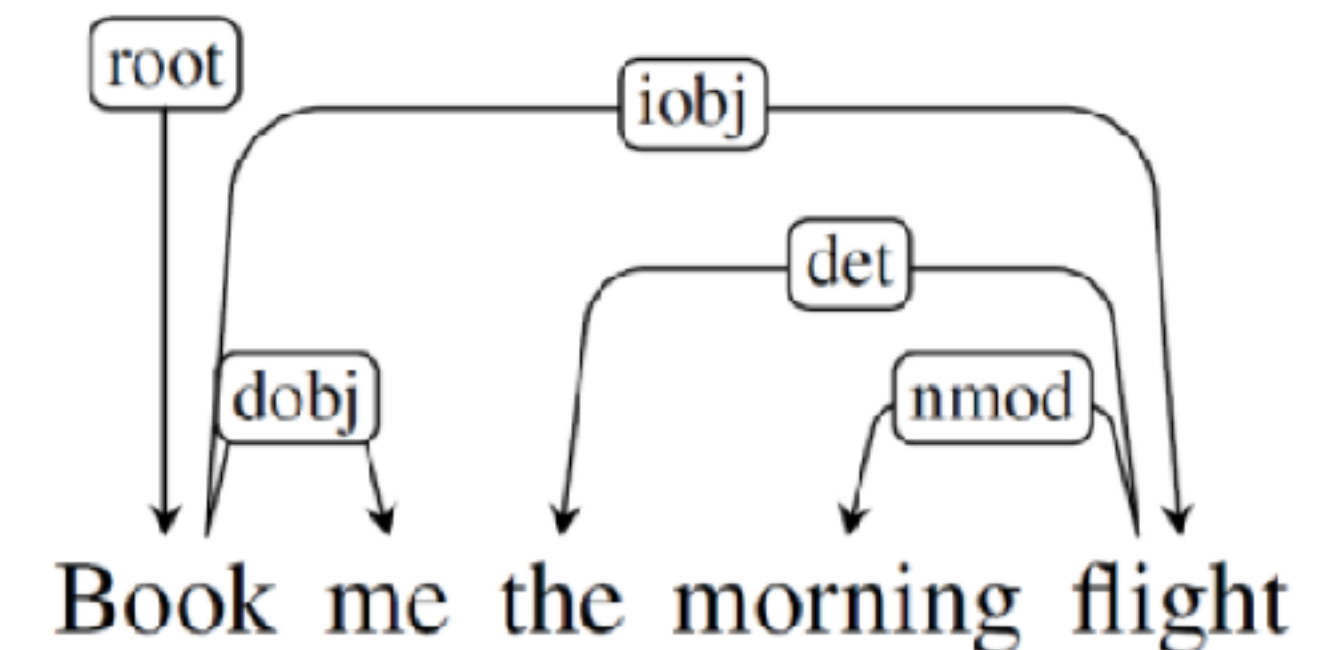 root
iobj
det
dobj
nmod
Book me the morning flight